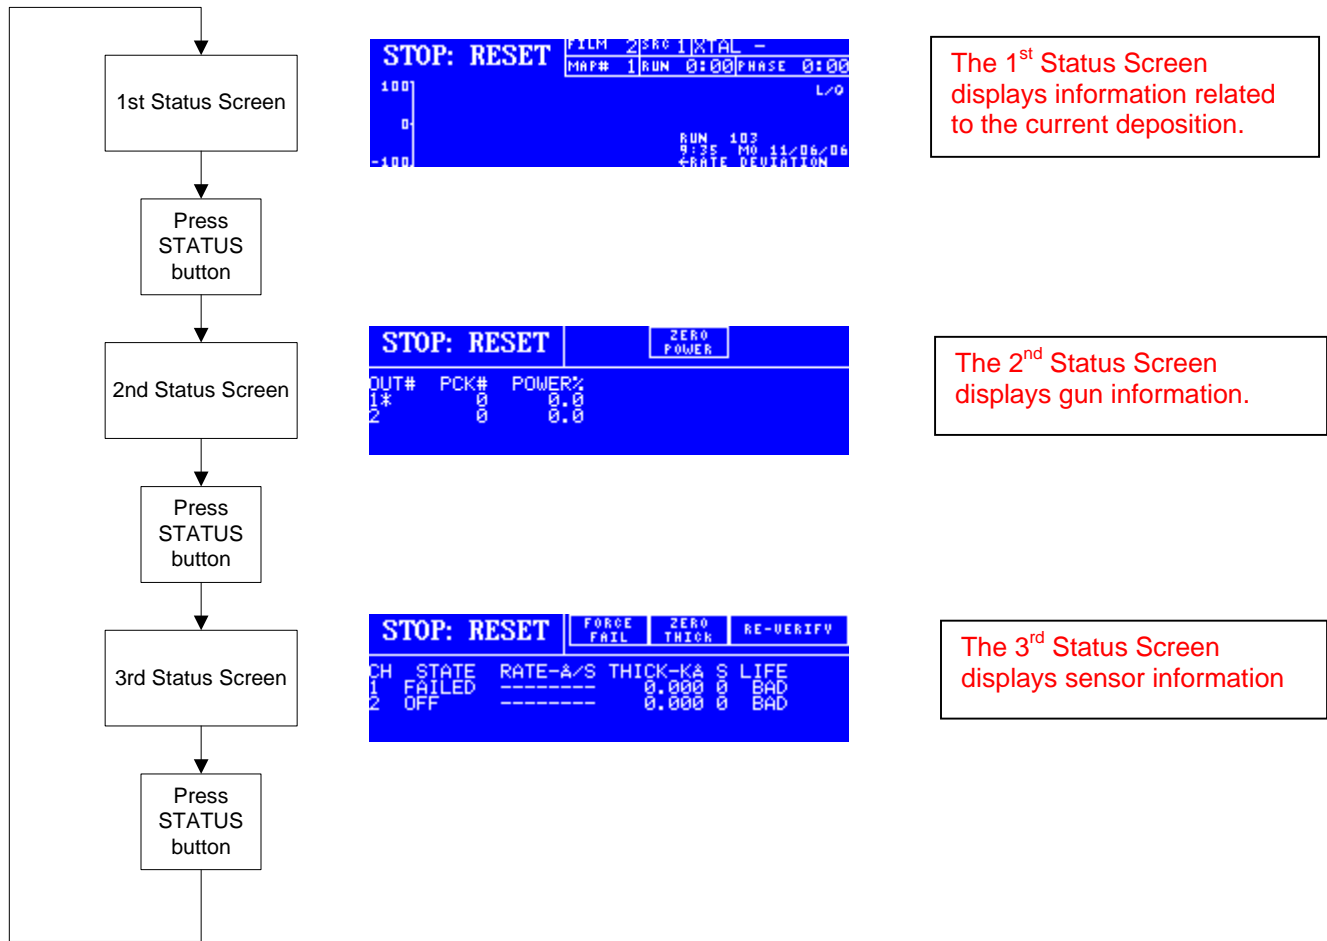 1st Status Screen
STOP: RESET
FILM 2 SRC 1 XTAL -
MAP# 1 RUN 0:00 PHASE 0:00
100
L/Q
0
RUN 103
9:35 MO 11/06/06
-100
←RATE DEVIATION
The 1st Status Screen
displays information related
to the current deposition.
Press
STATUS
button
2nd Status Screen
STOP: RESET
ZERO
POWER
OUT# PCK# POWER%
1* 0 0.0
2 0 0.0
The 2nd Status Screen
displays gun information.
Press
STATUS
button
3rd Status Screen
STOP: RESET
FORCE
FAIL
ZERO
THICK
RE-VERIFY
CH STATE RATE-Å/S THICK-KÅ S LIFE
1 FAILED -------- 0.000 0 BAD
2 OFF -------- 0.000 0 BAD
The 3rd Status Screen
displays sensor information
Press
STATUS
button